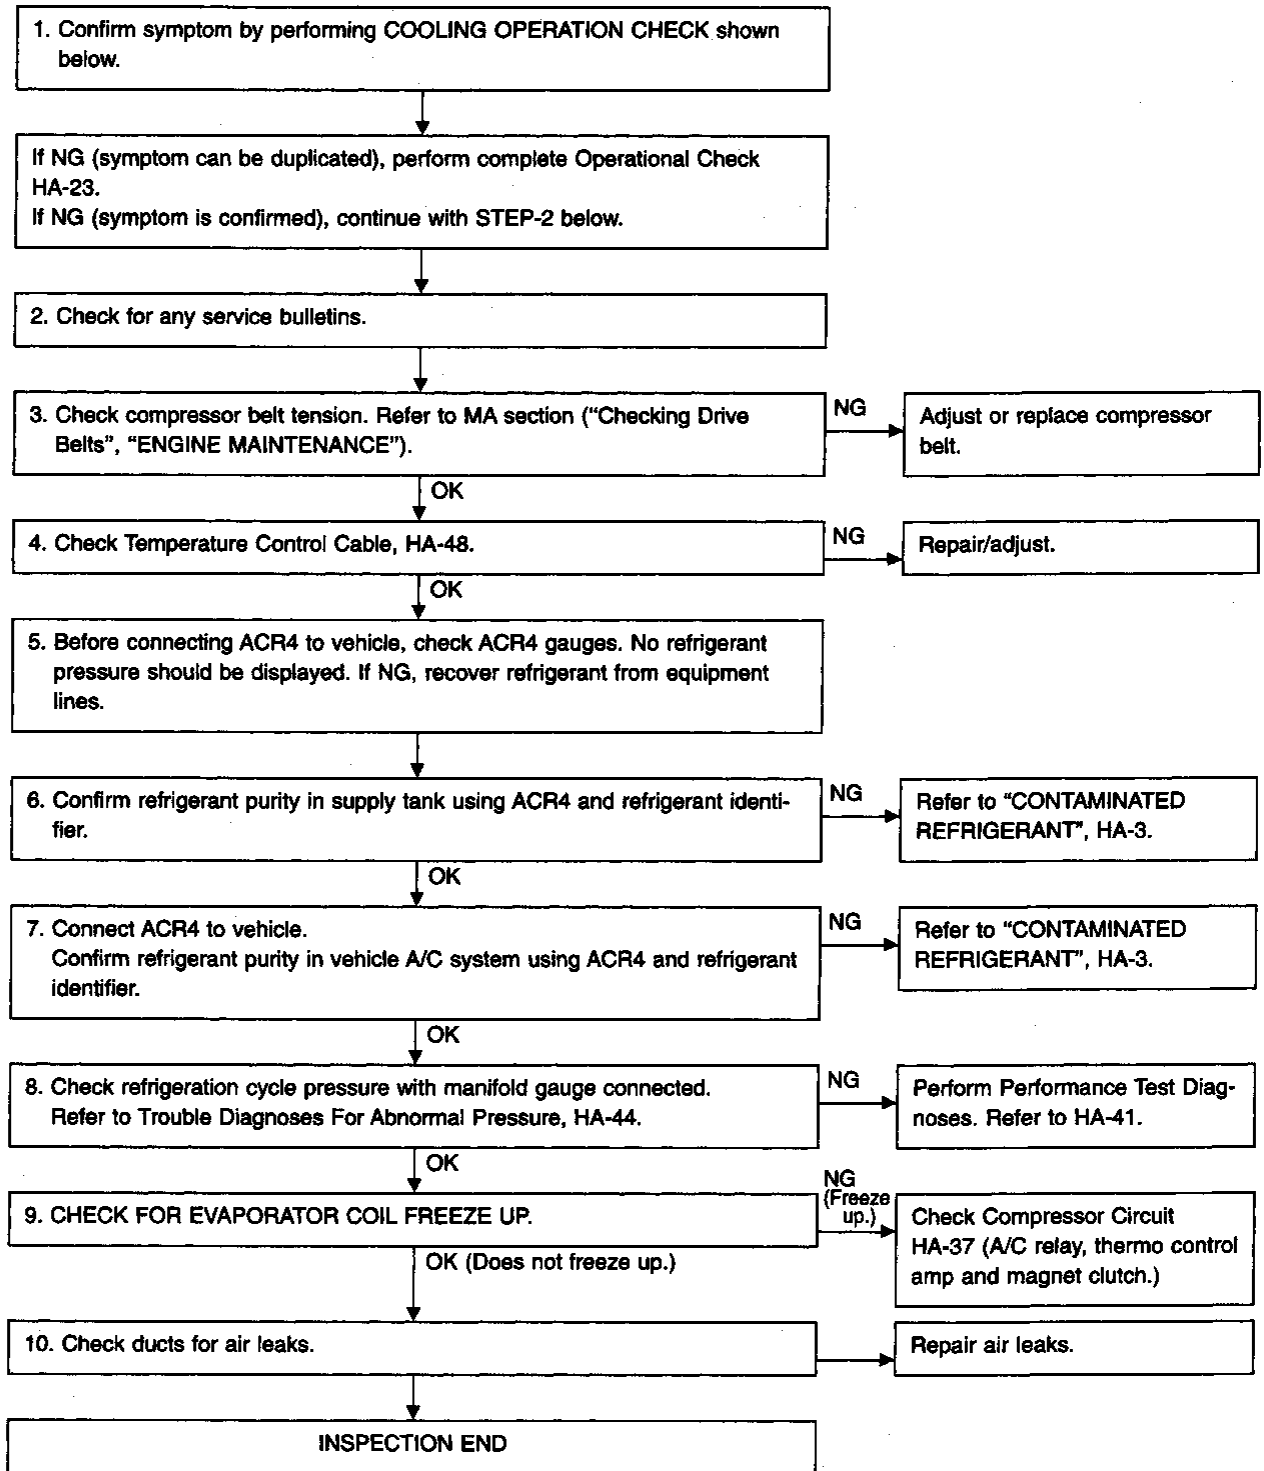 1. Confirm symptom by performing COOLING OPERATION CHECK shown
below.
If NG (symptom can be duplicated), perform complete Operational Check
HA-23.
If NG (symptom is confirmed), continue with STEP-2 below.
2. Check for any service bulletins.
3. Check compressor belt tension. Refer to MA section (“Checking Drive
Belts”, “ENGINE MAINTENANCE”).
NG
Adjust or replace compressor
belt.
OK
4. Check Temperature Control Cable, HA-48.
NG
Repair/adjust.
OK
5. Before connecting ACR4 to vehicle, check ACR4 gauges. No refrigerant
pressure should be displayed. If NG, recover refrigerant from equipment
lines.
6. Confirm refrigerant purity in supply tank using ACR4 and refrigerant identi-
fier.
NG
Refer to “CONTAMINATED
REFRIGERANT”, HA-3.
OK
7. Connect ACR4 to vehicle.
Confirm refrigerant purity in vehicle A/C system using ACR4 and refrigerant
identifier.
NG
Refer to “CONTAMINATED
REFRIGERANT”, HA-3.
OK
8. Check refrigeration cycle pressure with manifold gauge connected.
Refer to Trouble Diagnoses For Abnormal Pressure, HA-44.
NG
Perform Performance Test Diag-
noses. Refer to HA-41.
OK
9. CHECK FOR EVAPORATOR COIL FREEZE UP.
NG
(Freeze
up.)
Check Compressor Circuit
HA-37 (A/C relay, thermo control
amp and magnet clutch.)
OK (Does not freeze up.)
10. Check ducts for air leaks.
Repair air leaks.
INSPECTION END